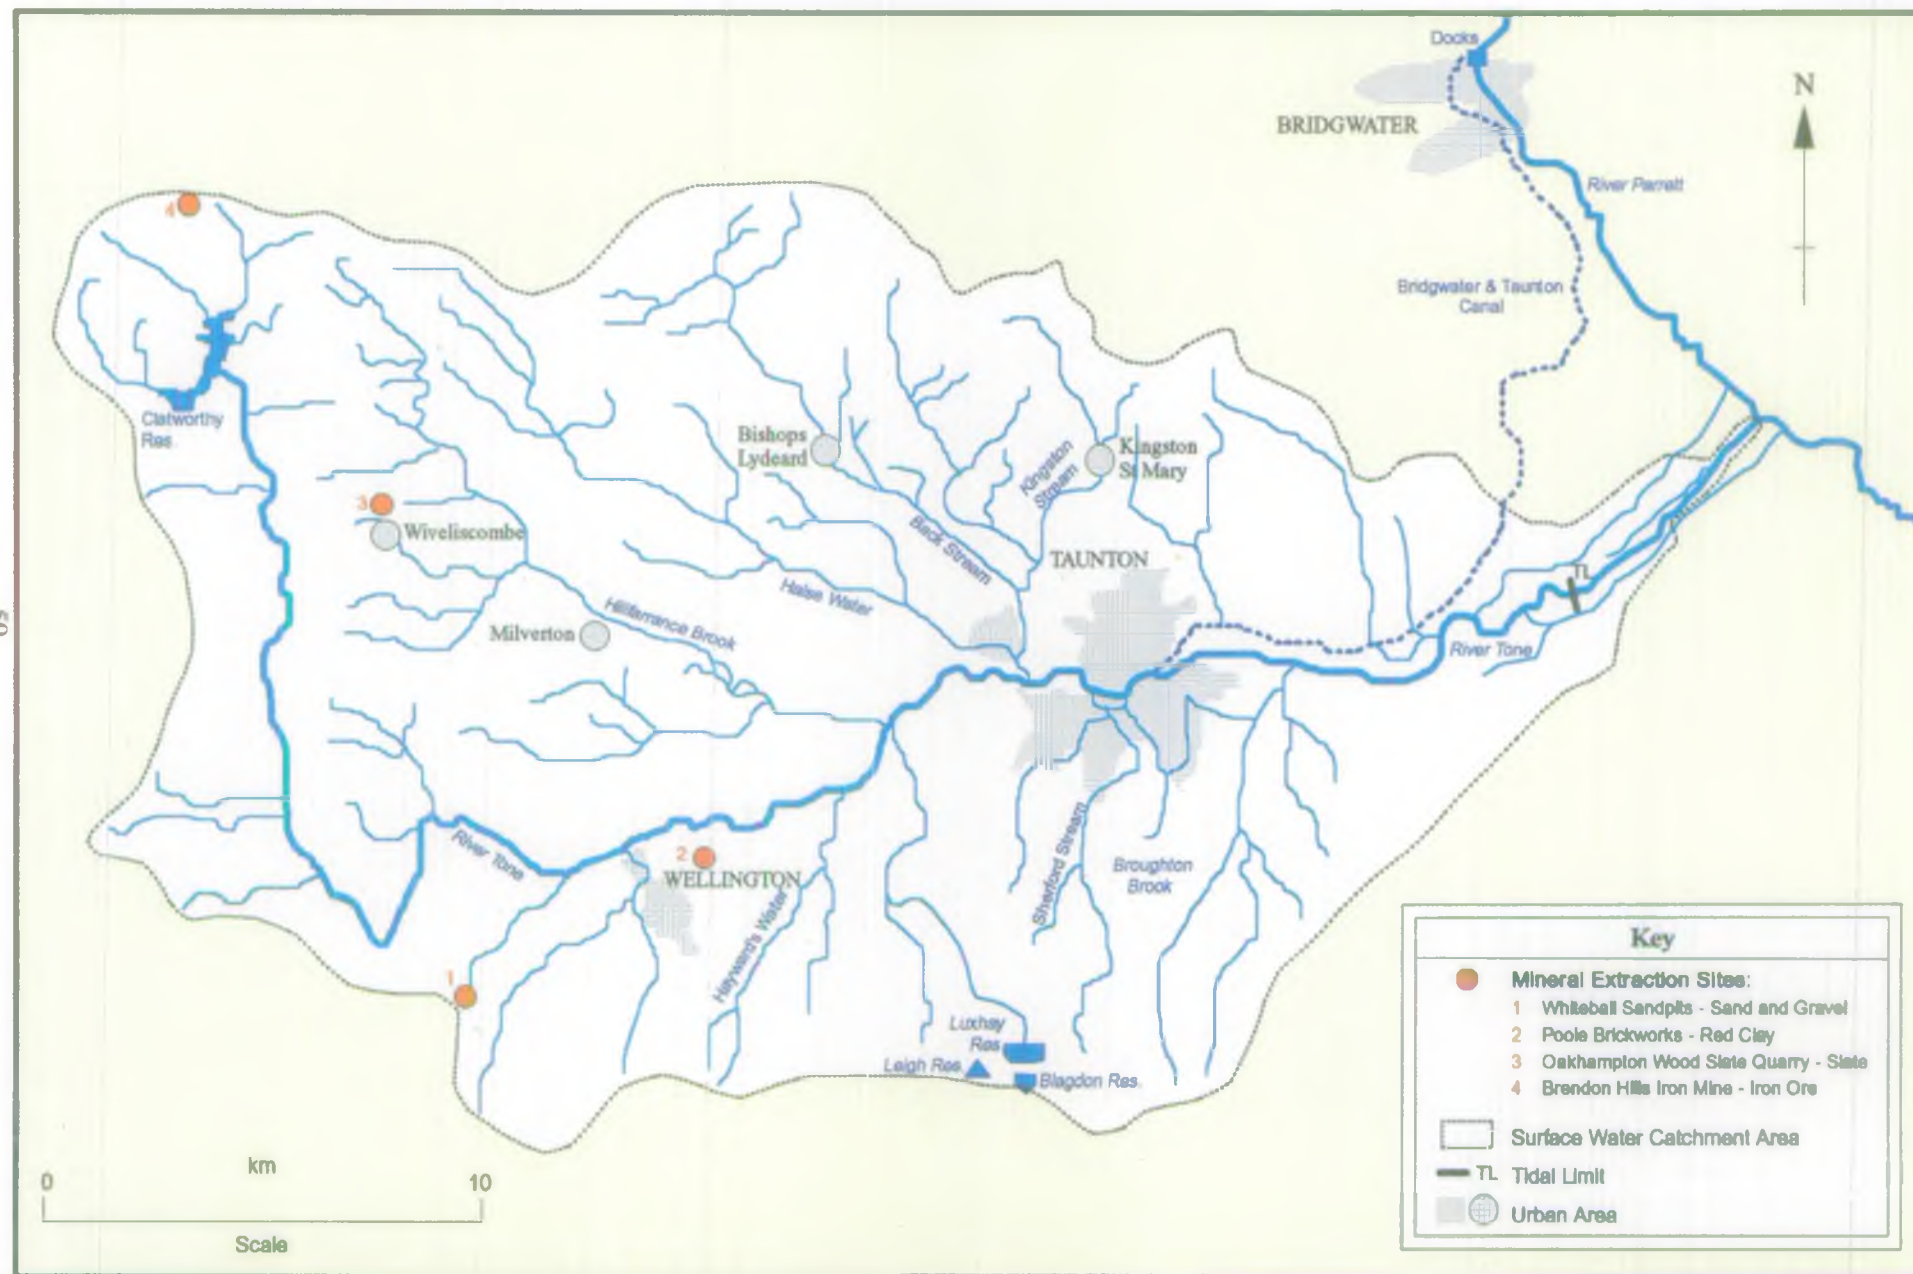 Docks
N
BRIDGWATER
River Parrett
4
Bridgwater & Taunton
Canal
Clatworthy
Res.
Bishops
Lydeard
Kingston
St Mary
Kingston
Stream
3
Wiveliscombe
Back Stream
TAUNTON
TL
Halse Water
Hillfarrance Brook
Milverton
River Tone
River Tone
2
WELLINGTON
Sherford Stream
Broughton
Brook
Hayward's Water
1
Luxhay
Res.
Leigh Res.
Blagdon Res.
km
0
10
Scale
Key
Mineral Extraction Sites:
1 Whiteball Sandpits - Sand and Gravel
2 Poole Brickworks - Red Clay
3 Oakhampton Wood Slate Quarry - Slate
4 Brendon Hills Iron Mine - Iron Ore
Surface Water Catchment Area
TL Tidal Limit
Urban Area